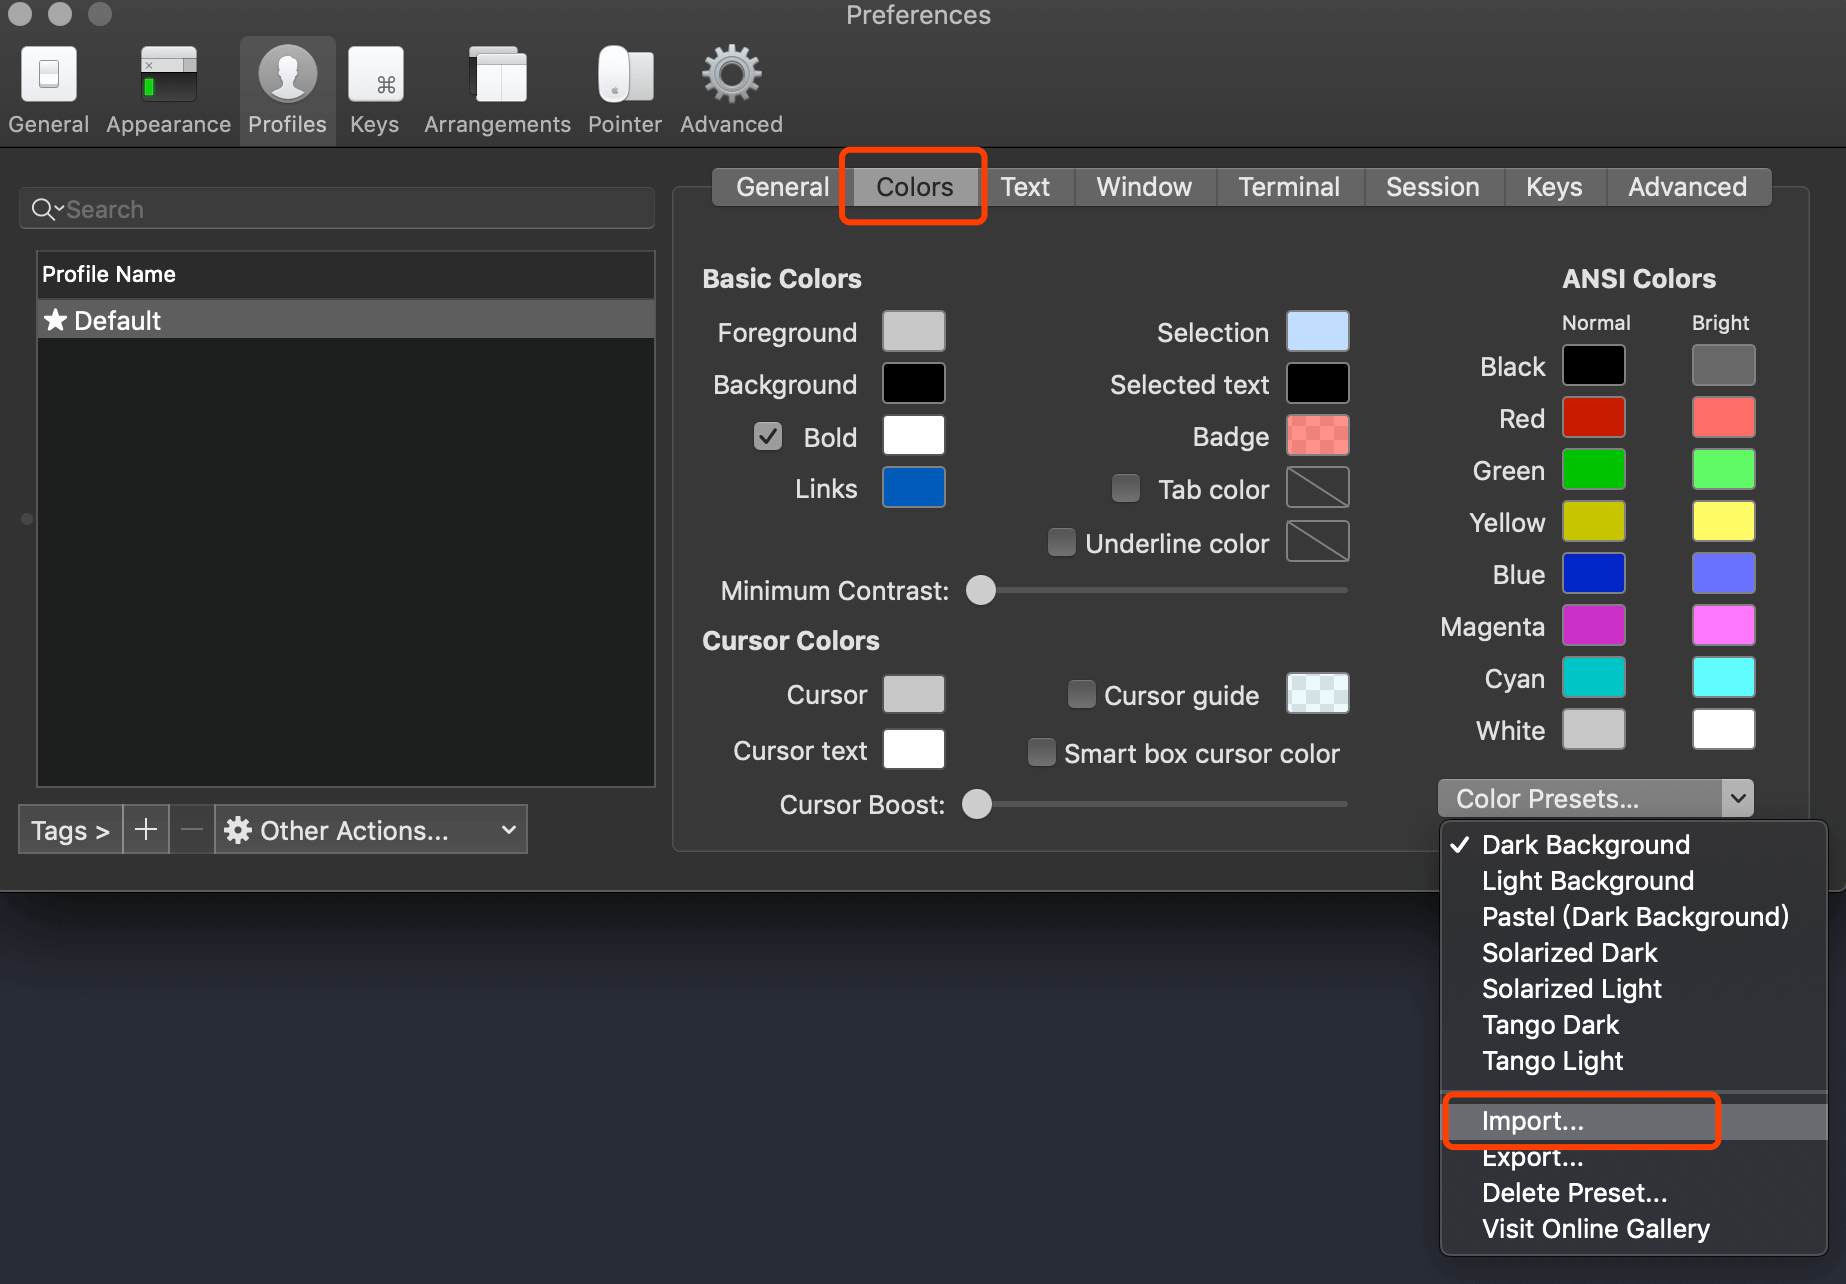 Preferences
General
Appearance
Profiles
Keys
Arrangements
Pointer
Advanced
General
Colors
Text
Window
Terminal
Session
Keys
Advanced
Search
Profile Name
★ Default
Tags >
Other Actions...
Basic Colors
Foreground
Background
Bold
Links
Selection
Selected text
Badge
Tab color
Underline color
Minimum Contrast:
Cursor Colors
Cursor
Cursor text
Cursor guide
Smart box cursor color
Cursor Boost:
ANSI Colors
Normal Bright
Black
Red
Green
Yellow
Blue
Magenta
Cyan
White
Color Presets...
Dark Background
Light Background
Pastel (Dark Background)
Solarized Dark
Solarized Light
Tango Dark
Tango Light
Import...
Export...
Delete Preset...
Visit Online Gallery